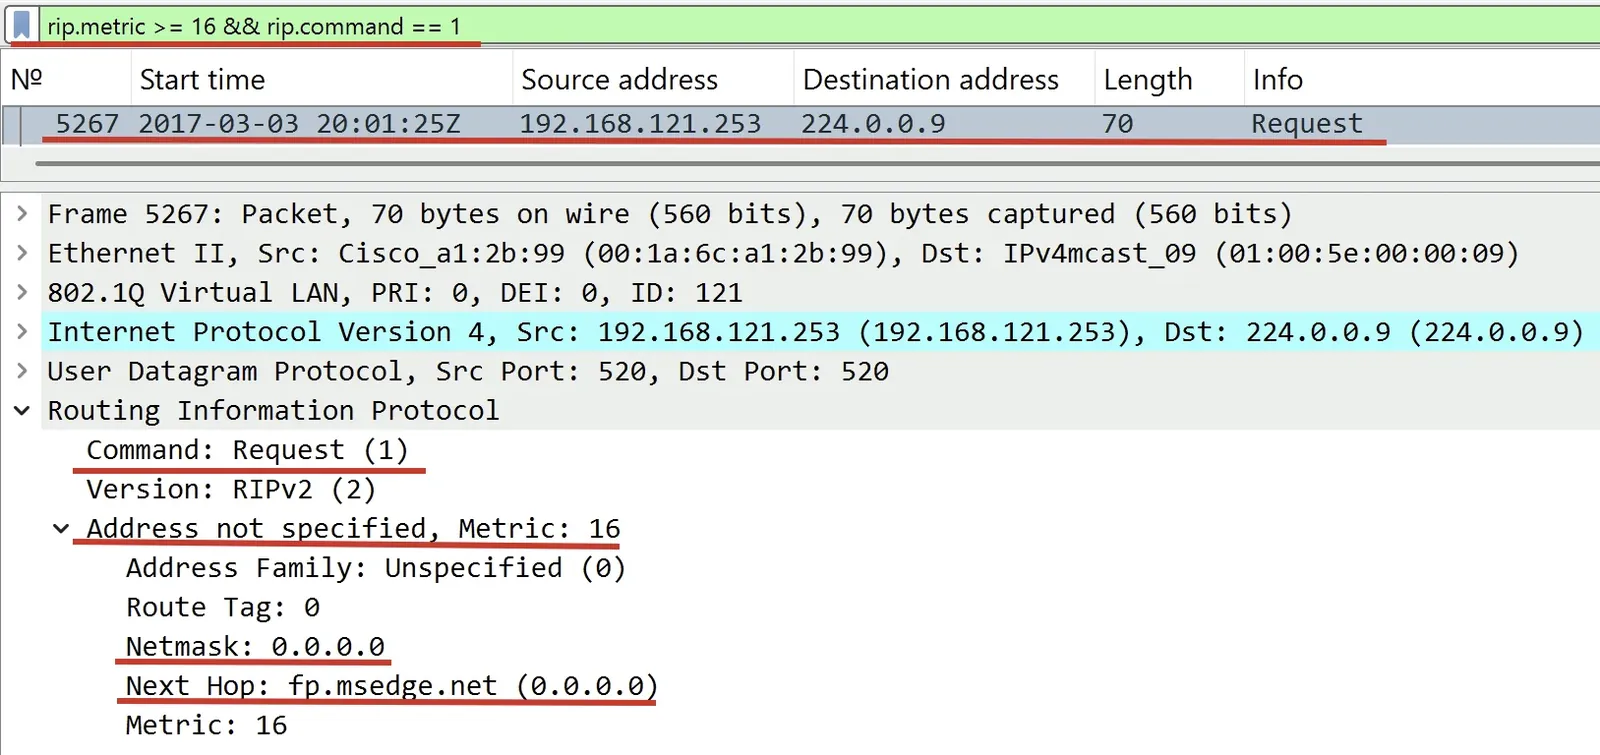 rip.metric >= 16 && rip.command == 1
Nº Start time Source address Destination address Length Info
5267 2017-03-03 20:01:25Z 192.168.121.253 224.0.0.9 70 Request
Frame 5267: Packet, 70 bytes on wire (560 bits), 70 bytes captured (560 bits)
Ethernet II, Src: Cisco_a1:2b:99 (00:1a:6c:a1:2b:99), Dst: IPv4mcast_09 (01:00:5e:00:00:09)
802.1Q Virtual LAN, PRI: 0, DEI: 0, ID: 121
Internet Protocol Version 4, Src: 192.168.121.253 (192.168.121.253), Dst: 224.0.0.9 (224.0.0.9)
User Datagram Protocol, Src Port: 520, Dst Port: 520
Routing Information Protocol
Command: Request (1)
Version: RIPv2 (2)
Address not specified, Metric: 16
Address Family: Unspecified (0)
Route Tag: 0
Netmask: 0.0.0.0
Next Hop: fp.msedge.net (0.0.0.0)
Metric: 16